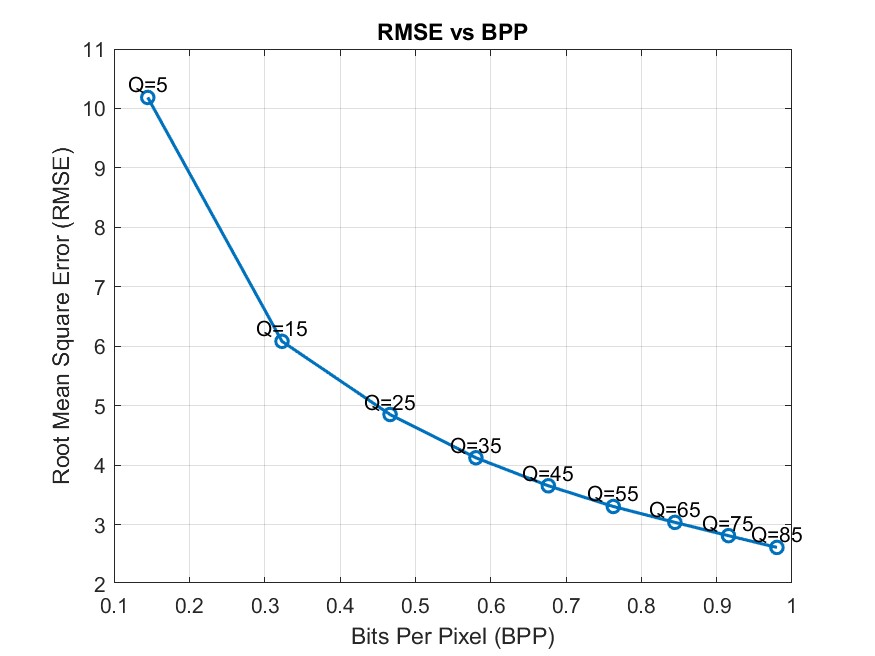 RMSE vs BPP
11
10
9
8
7
6
5
4
3
2
Root Mean Square Error (RMSE)
Q=5
Q=15
Q=25
Q=35
Q=45
Q=55
Q=65
Q=75
Q=85
0.1 0.2 0.3 0.4 0.5 0.6 0.7 0.8 0.9 1
Bits Per Pixel (BPP)